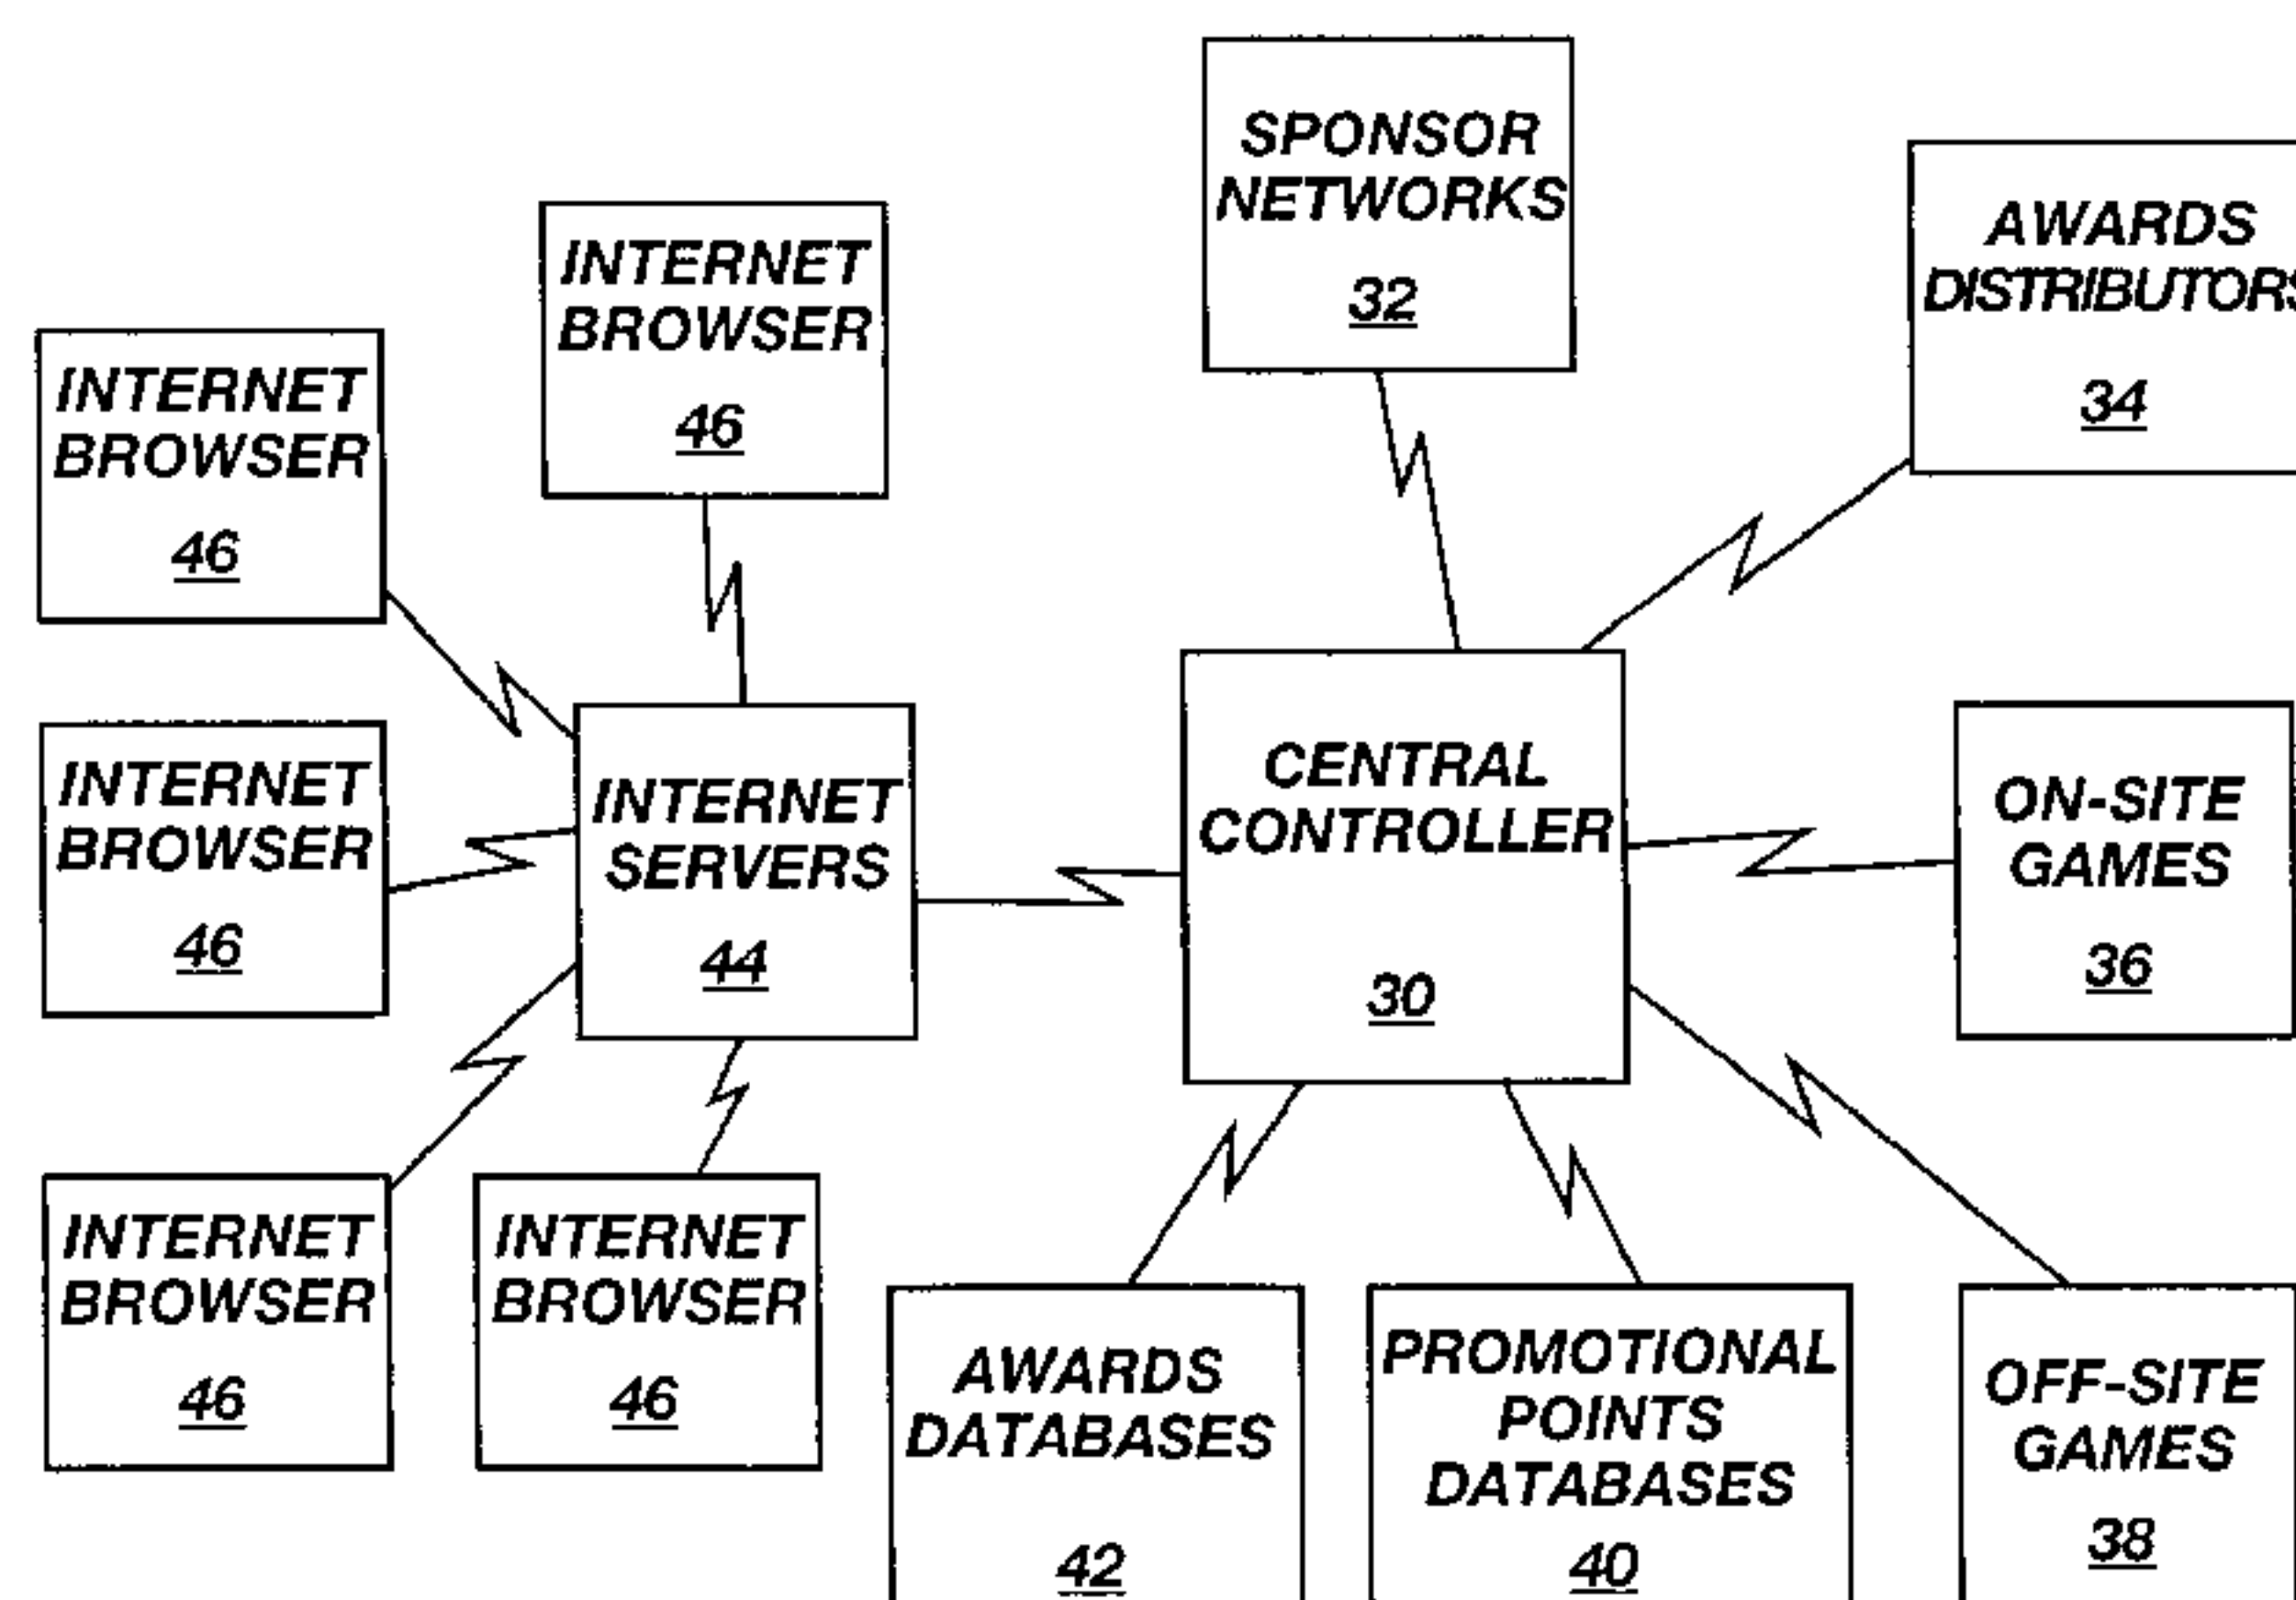 SPONSOR
NETWORKS
32
AWARDS
DISTRIBUTORS
34
INTERNET
BROWSER
46
INTERNET
BROWSER
46
INTERNET
BROWSER
46
INTERNET
SERVERS
44
CENTRAL
CONTROLLER
30
ON-SITE
GAMES
36
INTERNET
BROWSER
46
INTERNET
BROWSER
46
AWARDS
DATABASES
42
PROMOTIONAL
POINTS
DATABASES
40
OFF-SITE
GAMES
38